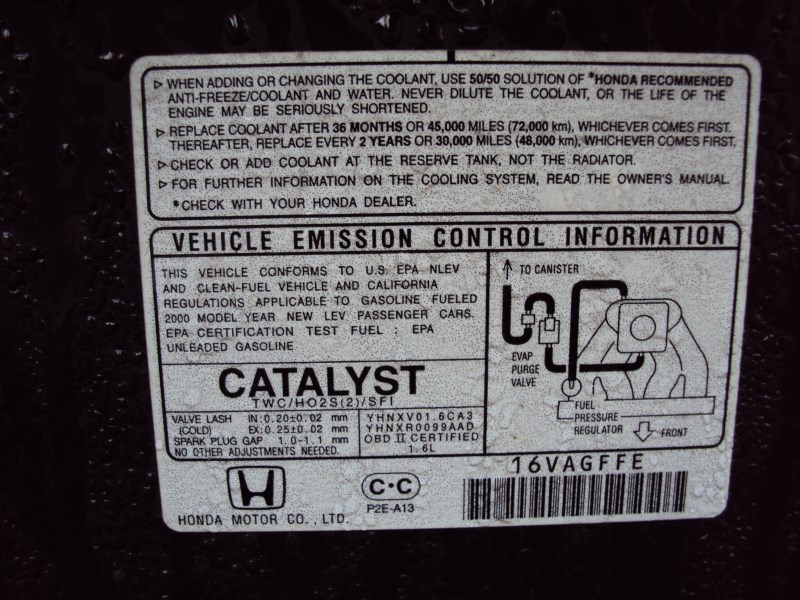 ▷ WHEN ADDING OR CHANGING THE COOLANT, USE 50/50 SOLUTION OF *HONDA RECOMMENDED
ANTI-FREEZE/COOLANT AND WATER. NEVER DILUTE THE COOLANT, OR THE LIFE OF THE
ENGINE MAY BE SERIOUSLY SHORTENED.
▷ REPLACE COOLANT AFTER 36 MONTHS OR 45,000 MILES (72,000 km), WHICHEVER COMES FIRST.
THEREAFTER, REPLACE EVERY 2 YEARS OR 30,000 MILES (48,000 km), WHICHEVER COMES FIRST.
▷ CHECK OR ADD COOLANT AT THE RESERVE TANK, NOT THE RADIATOR.
▷ FOR FURTHER INFORMATION ON THE COOLING SYSTEM, READ THE OWNER'S MANUAL.
*CHECK WITH YOUR HONDA DEALER.
VEHICLE EMISSION CONTROL INFORMATION
THIS VEHICLE CONFORMS TO U.S. EPA NLEV
AND CLEAN-FUEL VEHICLE AND CALIFORNIA
REGULATIONS APPLICABLE TO GASOLINE FUELED
2000 MODEL YEAR NEW LEV PASSENGER CARS.
EPA CERTIFICATION TEST FUEL : EPA
UNLEADED GASOLINE
CATALYST
TWC/HO2S(2)/SFI
VALVE LASH IN:0.20±0.02 mm
(COLD) EX:0.25±0.02 mm
SPARK PLUG GAP 1.0-1.1 mm
NO OTHER ADJUSTMENTS NEEDED.
YHNXV01.6CA3
YHNXR0099AAD
OBD II CERTIFIED
1.6L
TO CANISTER
EVAP
PURGE
VALVE
FUEL
PRESSURE
REGULATOR
FRONT
HONDA MOTOR CO., LTD.
C·C
P2E-A13
16VAGFFE